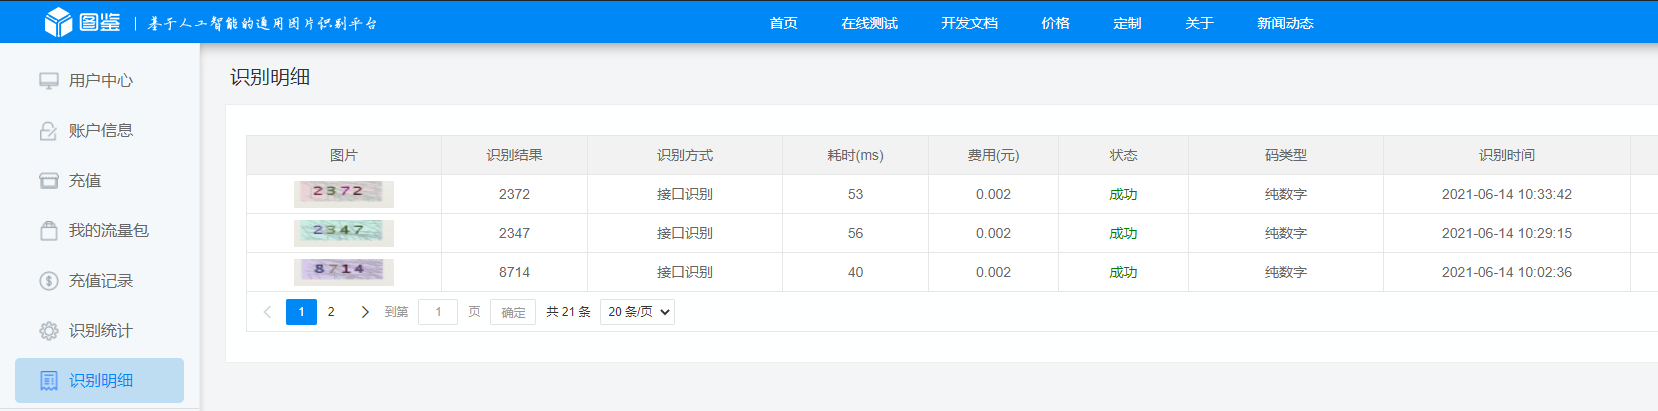 图鉴 | 基于人工智能的通用图片识别平台 首页 在线测试 开发文档 价格 定制 关于 新闻动态
用户中心
账户信息
充值
我的流量包
充值记录
识别统计
识别明细
识别明细
图片 识别结果 识别方式 耗时(ms) 费用(元) 状态 码类型 识别时间
2372 2372 接口识别 53 0.002 成功 纯数字 2021-06-14 10:33:42
2347 2347 接口识别 56 0.002 成功 纯数字 2021-06-14 10:29:15
8714 8714 接口识别 40 0.002 成功 纯数字 2021-06-14 10:02:36
1 2 到第 1 页 确定 共 21 条 20 条/页